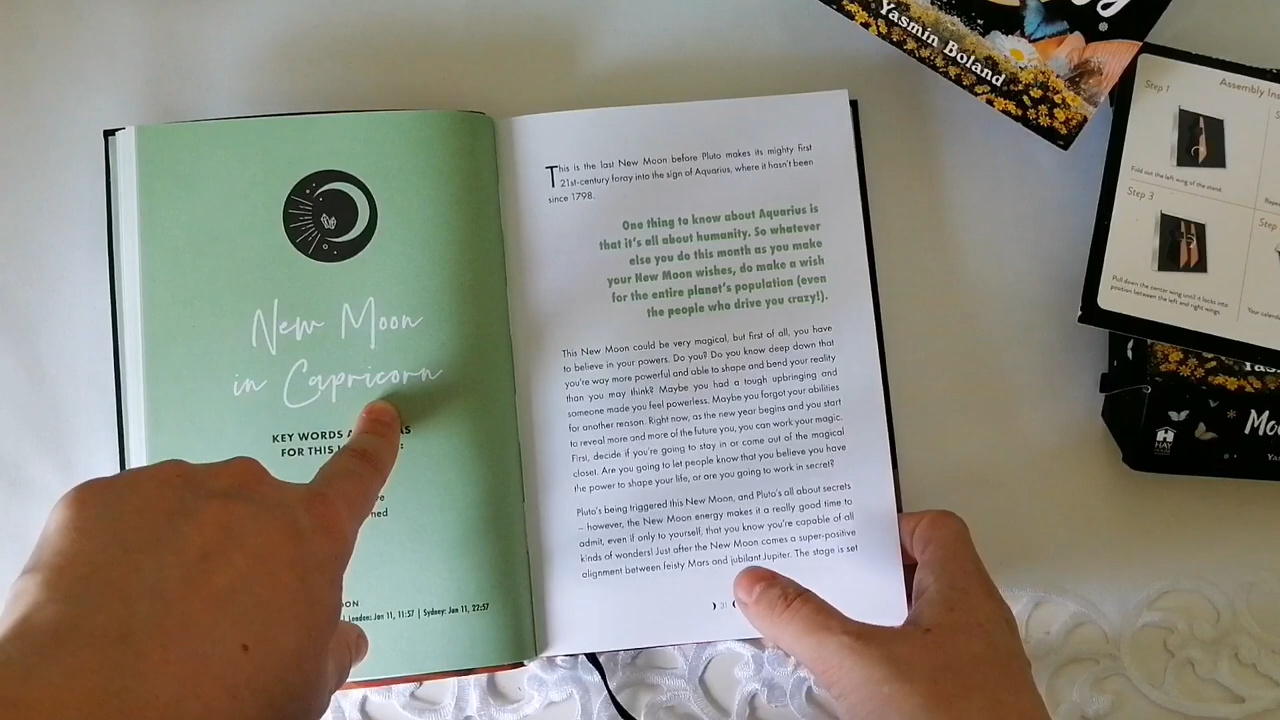 New Moon
in Capricorn
KEY WORDS
FOR THIS
London: Jan 11, 11:57 | Sydney: Jan 11, 22:57
This is the last New Moon before Pluto makes its mighty first
21st-century foray into the sign of Aquarius, where it hasn't been
since 1798.
One thing to know about Aquarius is
that it's all about humanity. So whatever
else you do this month as you make
your New Moon wishes, do make a wish
for the entire planet's population (even
the people who drive you crazy!).
This New Moon could be very magical, but first of all, you have
to believe in your powers. Do you? Do you know deep down that
you're way more powerful and able to shape and bend your reality
than you may think? Maybe you had a tough upbringing and
someone made you feel powerless. Maybe you forgot your abilities
for another reason. Right now, as the new year begins and you start
to reveal more and more of the future you, you can work your magic.
First, decide if you're going to stay in or come out of the magical
closet. Are you going to let people know that you believe you have
the power to shape your life, or are you going to work in secret?
Pluto's being triggered this New Moon, and Pluto's all about secrets
– however, the New Moon energy makes it a really good time to
admit, even if only to yourself, that you know you're capable of all
kinds of wonders! Just after the New Moon comes a super-positive
alignment between feisty Mars and jubilant Jupiter. The stage is set
31
Yasmin Boland
Assembly
Step 1
Fold out the left wing of the stand.
Step 3
Step
Pull down the center wing until it locks into
position between the left and right wings.
HAY
HOUSE